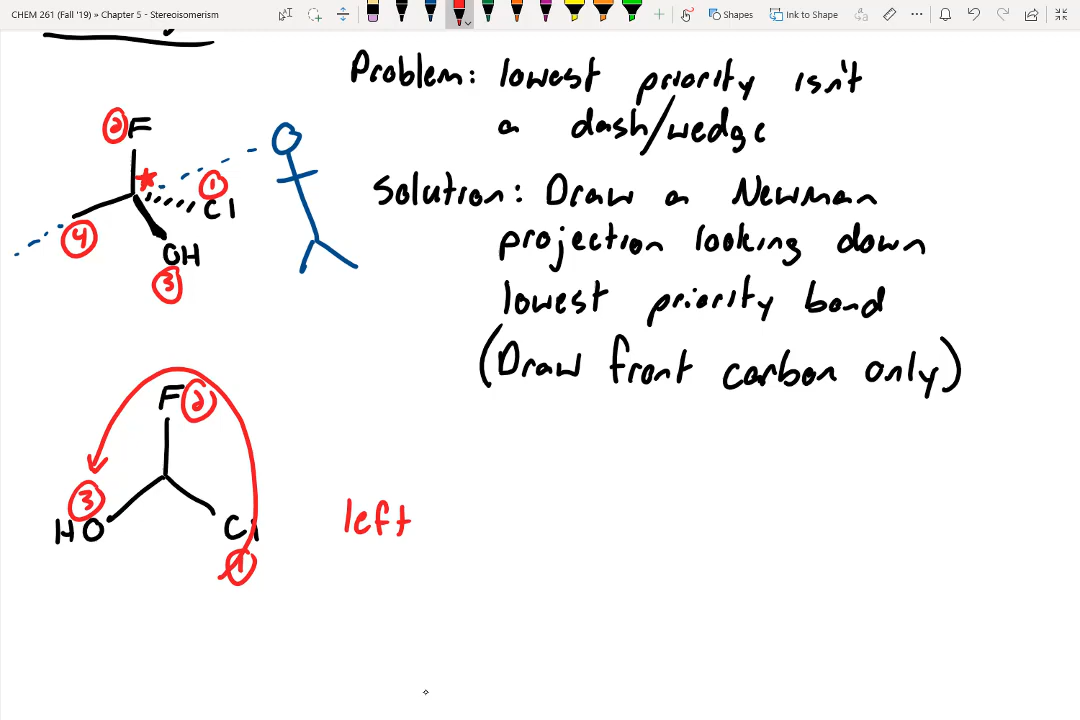 CHEM 261 (Fall '19) » Chapter 5 - Stereoisomerism
Shapes
Ink to Shape
Problem: lowest priority isn't
a dash/wedge
Solution: Draw a Newman
projection looking down
lowest priority bond
(Draw front carbon only)
2 F
1
Cl
4
OH
3
F 2
3
HO
Cl
1
left